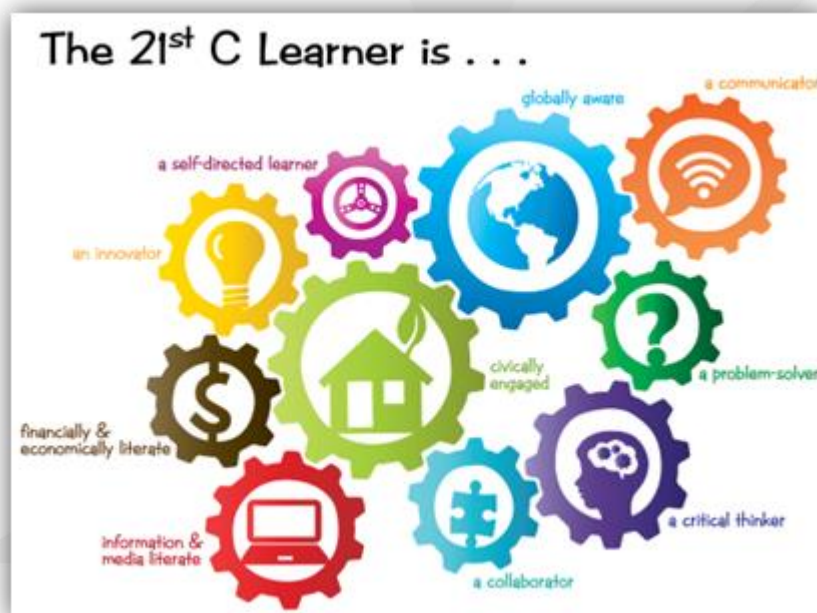 The 21st C Learner is . . .
a communicator
globally aware
a self-directed learner
an innovator
civically
engaged
a problem-solver
financially &
economically literate
a critical thinker
information &
media literate
a collaborator